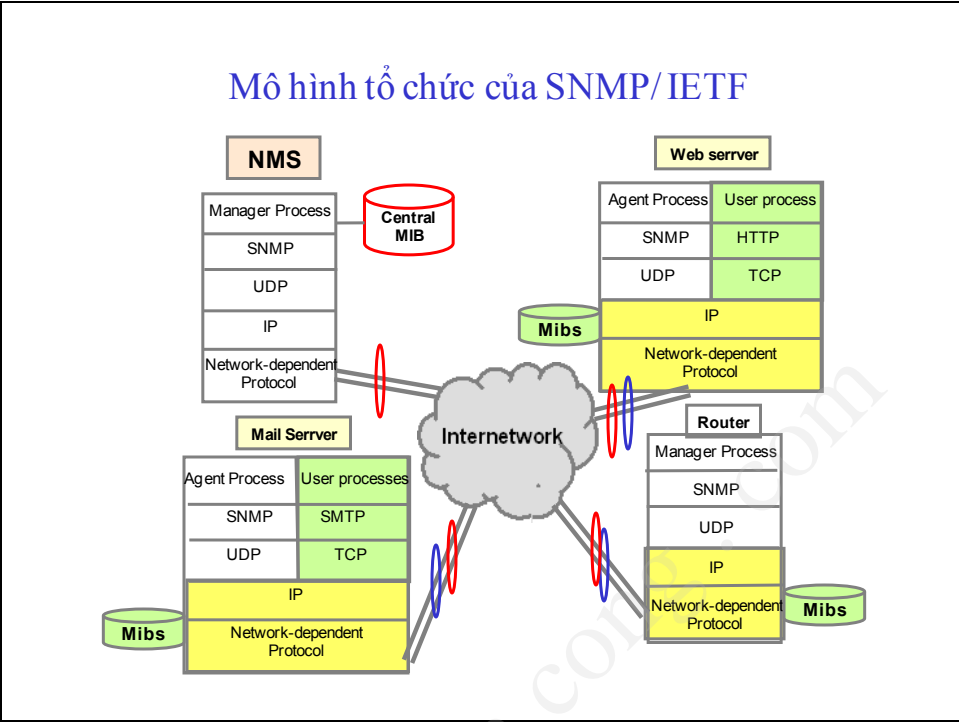 Mô hình tổ chức của SNMP/ IETF
NMS
Manager Process
SNMP
UDP
IP
Network-dependent
Protocol
Central
MIB
Web serrver
Agent Process
User process
SNMP
HTTP
UDP
TCP
IP
Network-dependent
Protocol
Mibs
Internetwork
Mail Serrver
Agent Process
User processes
SNMP
SMTP
UDP
TCP
IP
Network-dependent
Protocol
Mibs
Router
Manager Process
SNMP
UDP
IP
Network-dependent
Protocol
Mibs
cong. com